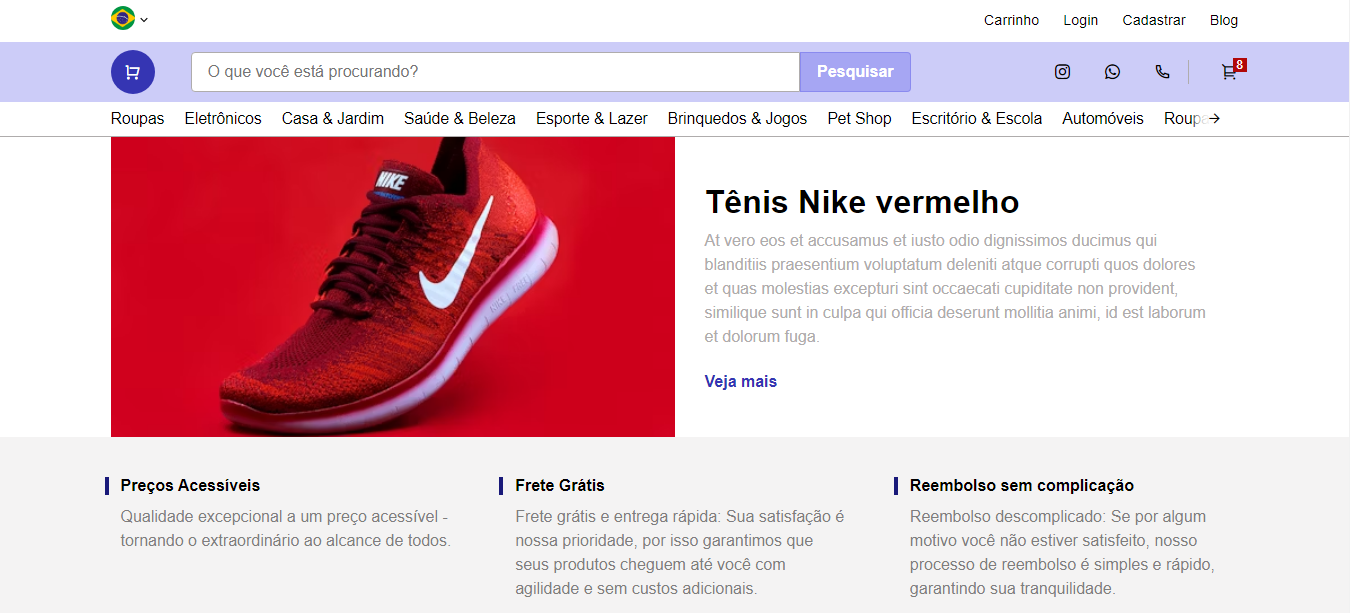 Carrinho Login Cadastrar Blog
O que você está procurando?
Pesquisar
8
Roupas Eletrônicos Casa & Jardim Saúde & Beleza Esporte & Lazer Brinquedos & Jogos Pet Shop Escritório & Escola Automóveis Roup
NIKE
Tênis Nike vermelho
At vero eos et accusamus et iusto odio dignissimos ducimus qui
blanditiis praesentium voluptatum deleniti atque corrupti quos dolores
et quas molestias excepturi sint occaecati cupiditate non provident,
similique sunt in culpa qui officia deserunt mollitia animi, id est laborum
et dolorum fuga.
Veja mais
Preços Acessíveis
Qualidade excepcional a um preço acessível -
tornando o extraordinário ao alcance de todos.
Frete Grátis
Frete grátis e entrega rápida: Sua satisfação é
nossa prioridade, por isso garantimos que
seus produtos cheguem até você com
agilidade e sem custos adicionais.
Reembolso sem complicação
Reembolso descomplicado: Se por algum
motivo você não estiver satisfeito, nosso
processo de reembolso é simples e rápido,
garantindo sua tranquilidade.